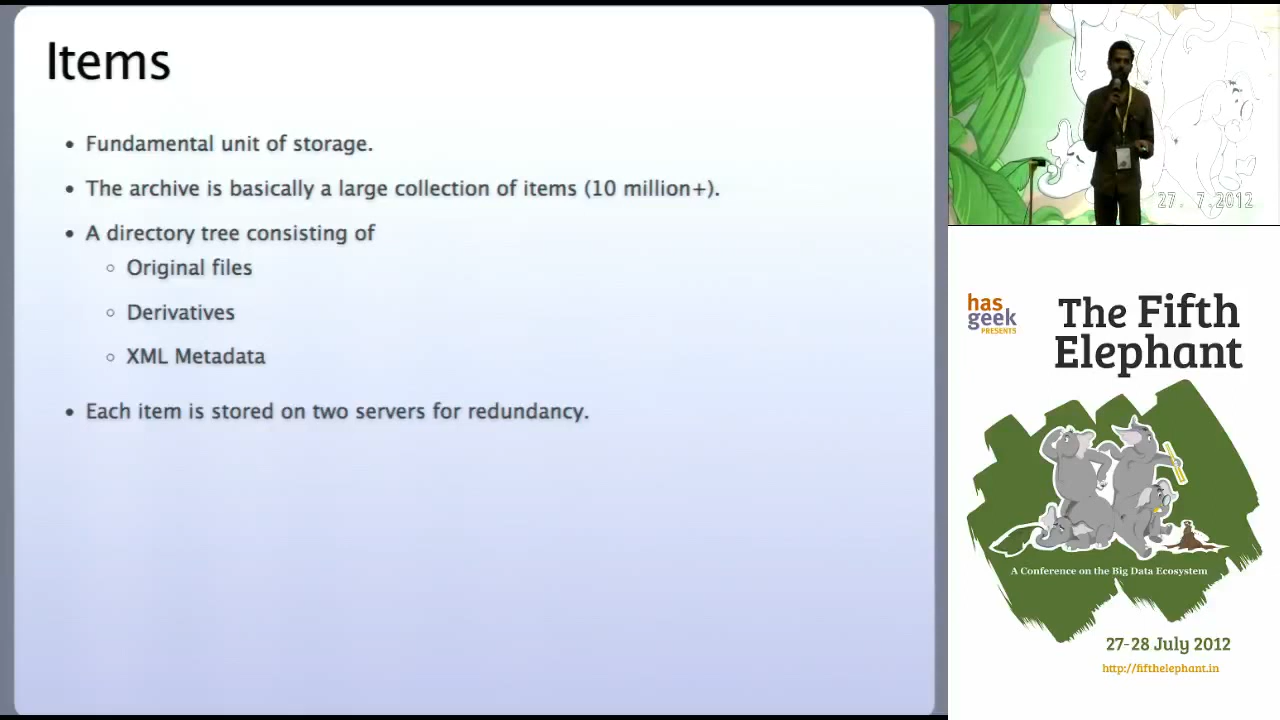 Items
• Fundamental unit of storage.
• The archive is basically a large collection of items (10 million+).
• A directory tree consisting of
◦ Original files
◦ Derivatives
◦ XML Metadata
• Each item is stored on two servers for redundancy.
27. 7.2012
has
geek
PRESENTS
The Fifth
Elephant
A Conference on the Big Data Ecosystem
27-28 July 2012
http://fifthelephant.in